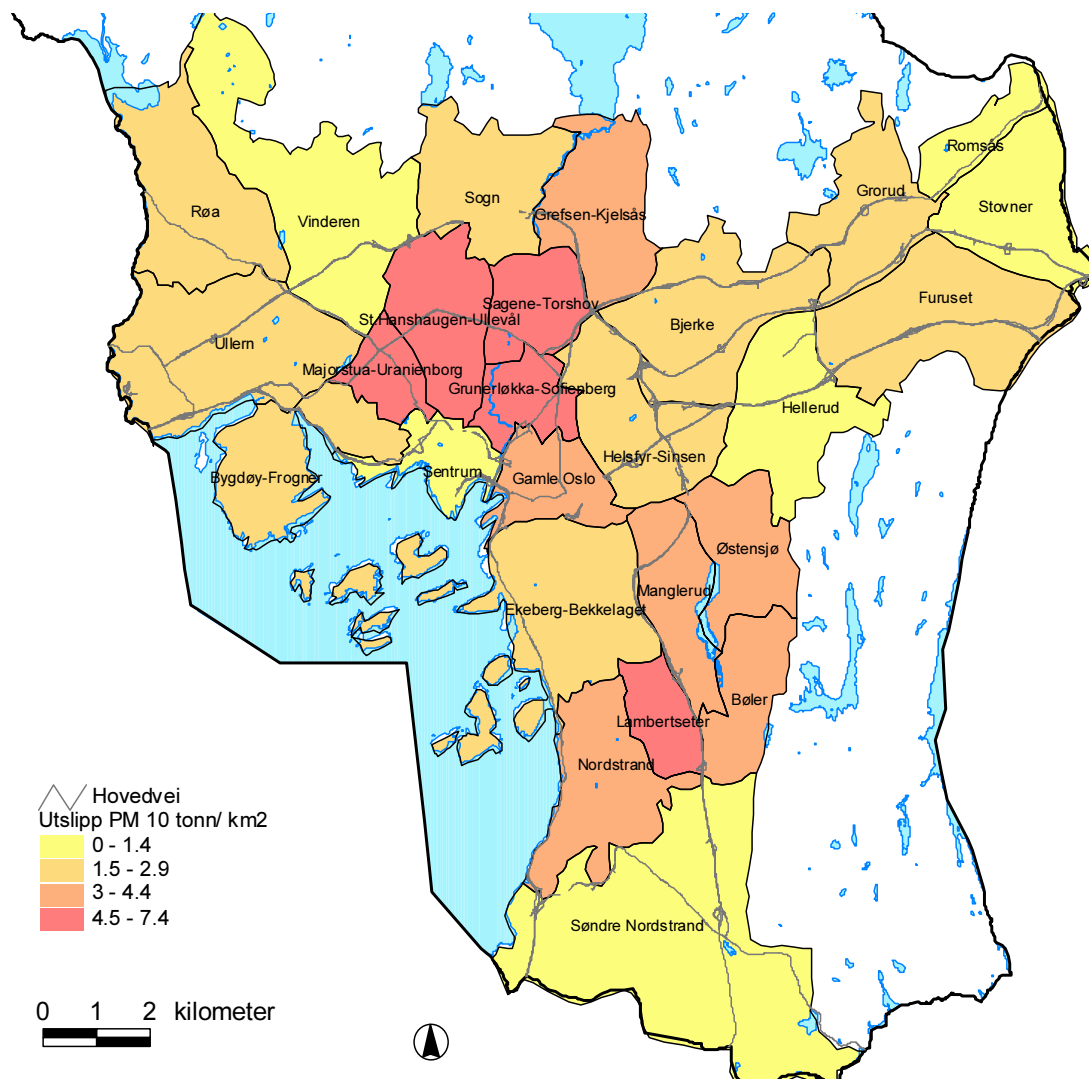 Romsås
Grorud
Sogn
Røa
Vinderen
Grefsen-Kjelsås
Stovner
Furuset
Sagene-Torshov
St.Hanshaugen-Ullevål
Bjerke
Ullern
Majorstua-Uranienborg
Grunerløkka-Sofienberg
Hellerud
Helsfyr-Sinsen
Sentrum
Bygdøy-Frogner
Gamle Oslo
Østensjø
Manglerud
Ekeberg-Bekkelaget
Bøler
Lambertseter
Nordstrand
Hovedvei
Utslipp PM 10 tonn/ km2
0 - 1.4
1.5 - 2.9
3 - 4.4
4.5 - 7.4
Søndre Nordstrand
0 1 2 kilometer